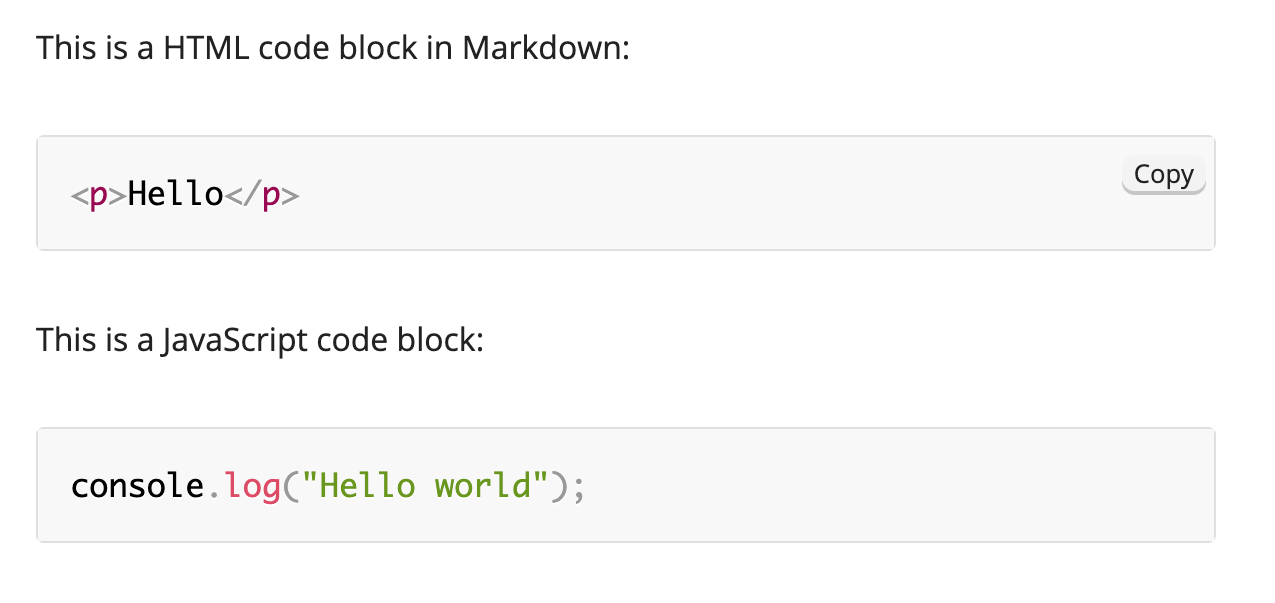 This is a HTML code block in Markdown:
Copy
<p>Hello</p>
This is a JavaScript code block:
console.log("Hello world");